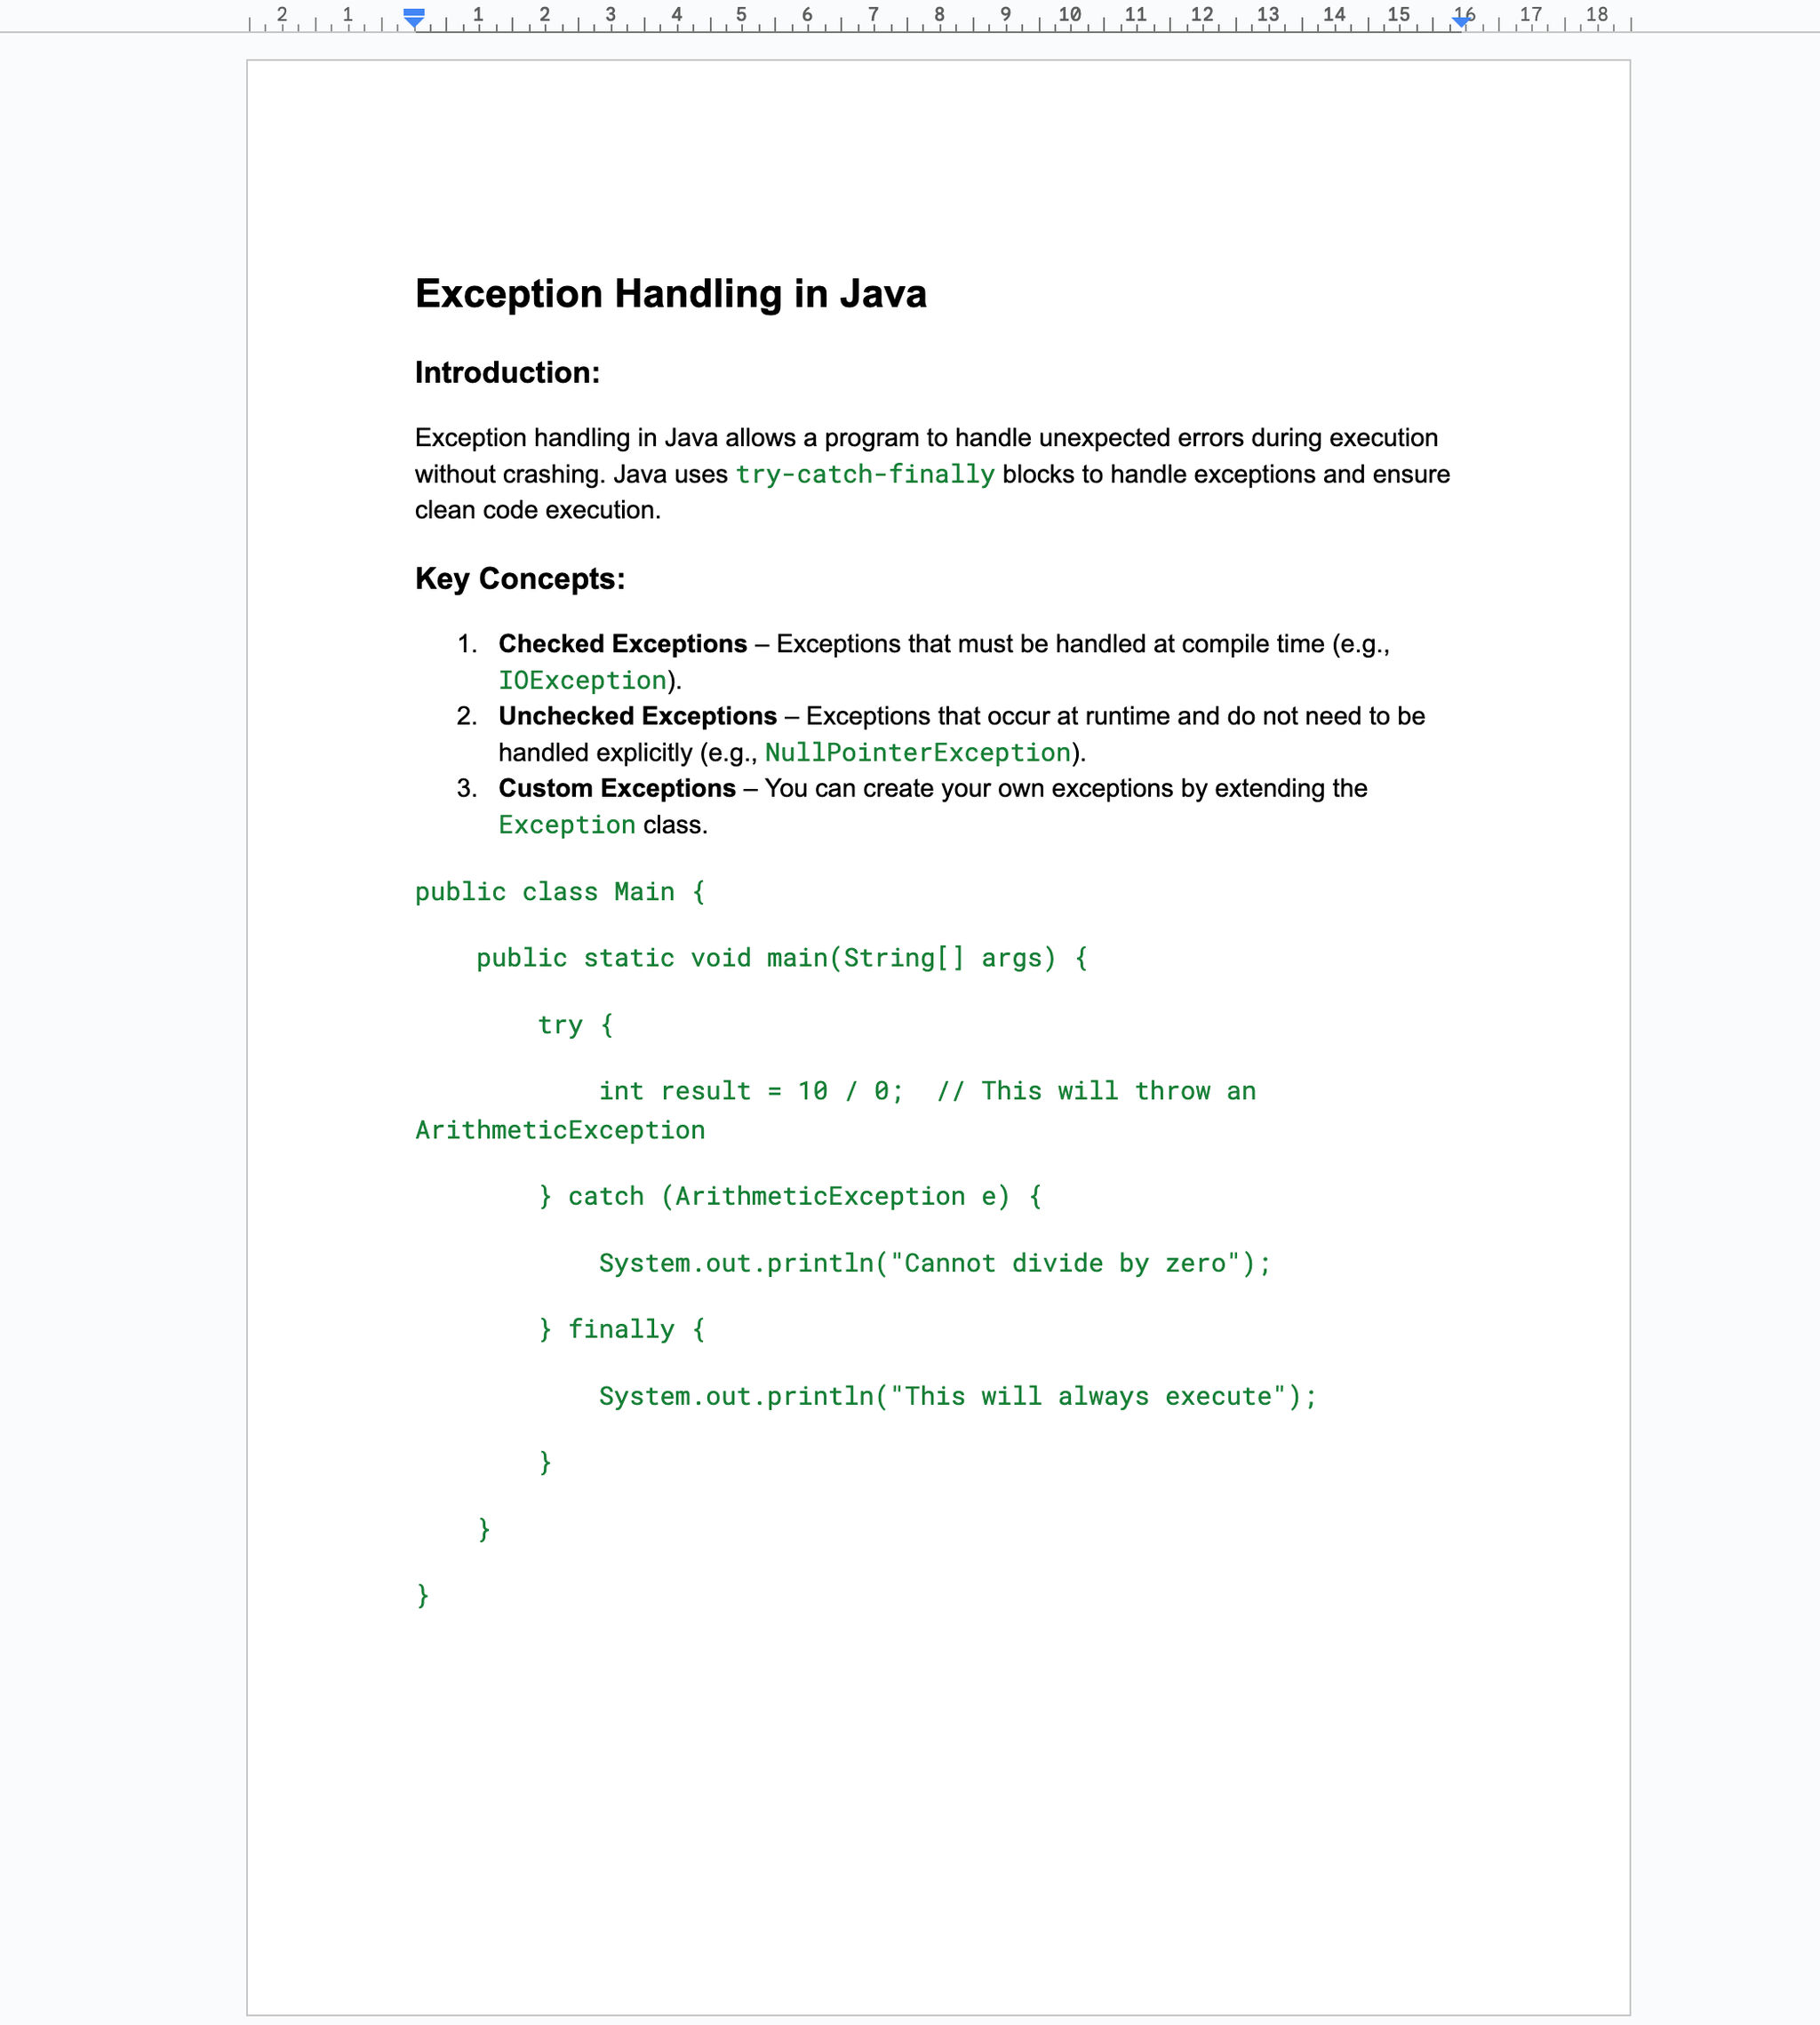 2 1 1 2 3 4 5 6 7 8 9 10 11 12 13 14 15 16 17 18
Exception Handling in Java
Introduction:
Exception handling in Java allows a program to handle unexpected errors during execution
without crashing. Java uses try-catch-finally blocks to handle exceptions and ensure
clean code execution.
Key Concepts:
1. Checked Exceptions – Exceptions that must be handled at compile time (e.g.,
IOException).
2. Unchecked Exceptions – Exceptions that occur at runtime and do not need to be
handled explicitly (e.g., NullPointerException).
3. Custom Exceptions – You can create your own exceptions by extending the
Exception class.
public class Main {
    public static void main(String[] args) {
        try {
            int result = 10 / 0;  // This will throw an
ArithmeticException
        } catch (ArithmeticException e) {
            System.out.println("Cannot divide by zero");
        } finally {
            System.out.println("This will always execute");
        }
    }
}